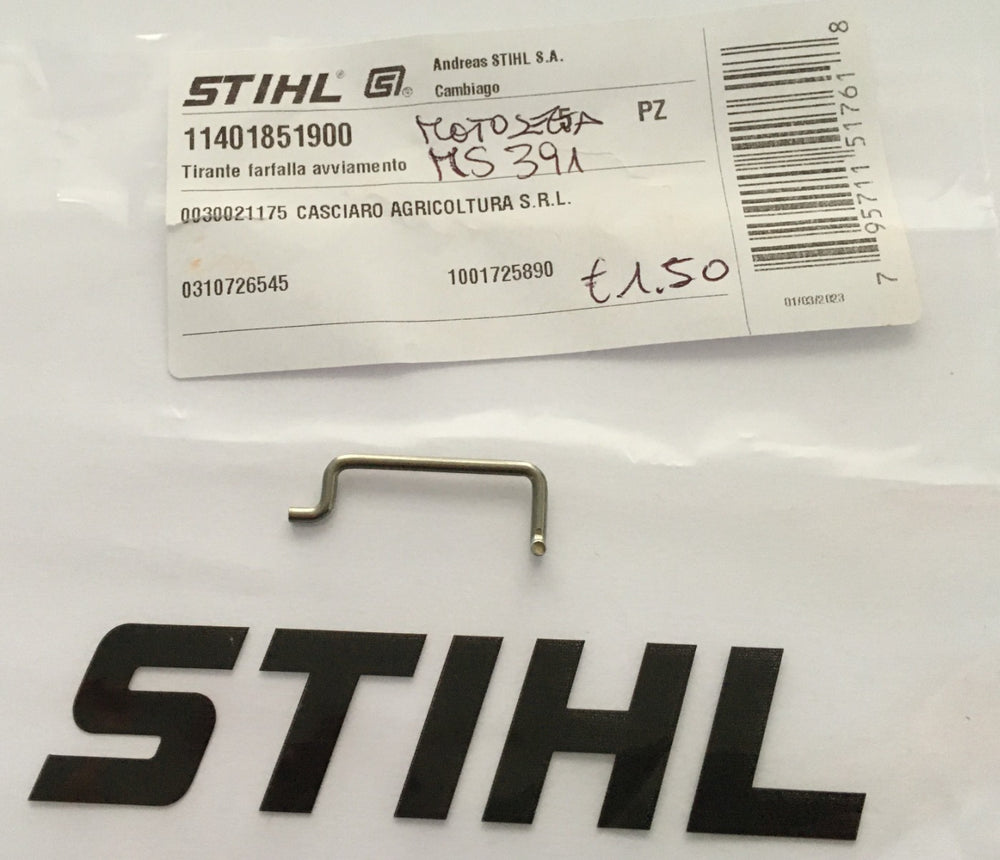 STIHL® G®
Andreas STIHL S.A.
Cambiago
11401851900
MOTOSEGA
PZ
Tirante farfalla avviamento
MS 391
0030021175 CASCIARO AGRICOLTURA S.R.L.
0310726545
1001725890
€1.50
7 95711 51761 8
01/03/2023
STIHL